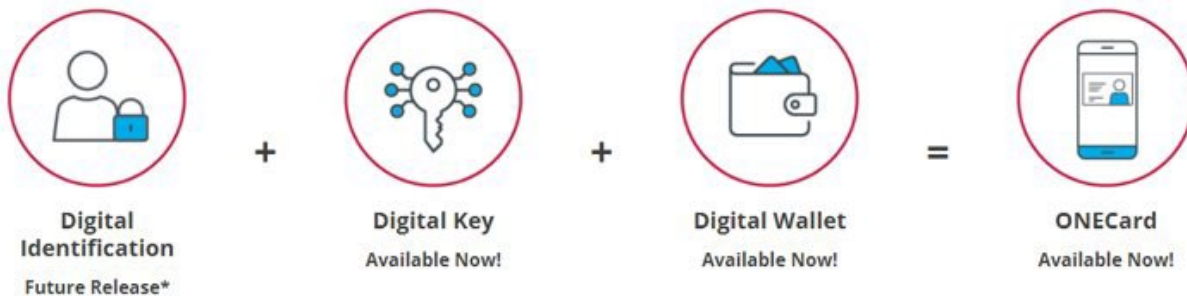 +
+
=
Digital
Identification
Future Release*
Digital Key
Available Now!
Digital Wallet
Available Now!
ONECard
Available Now!